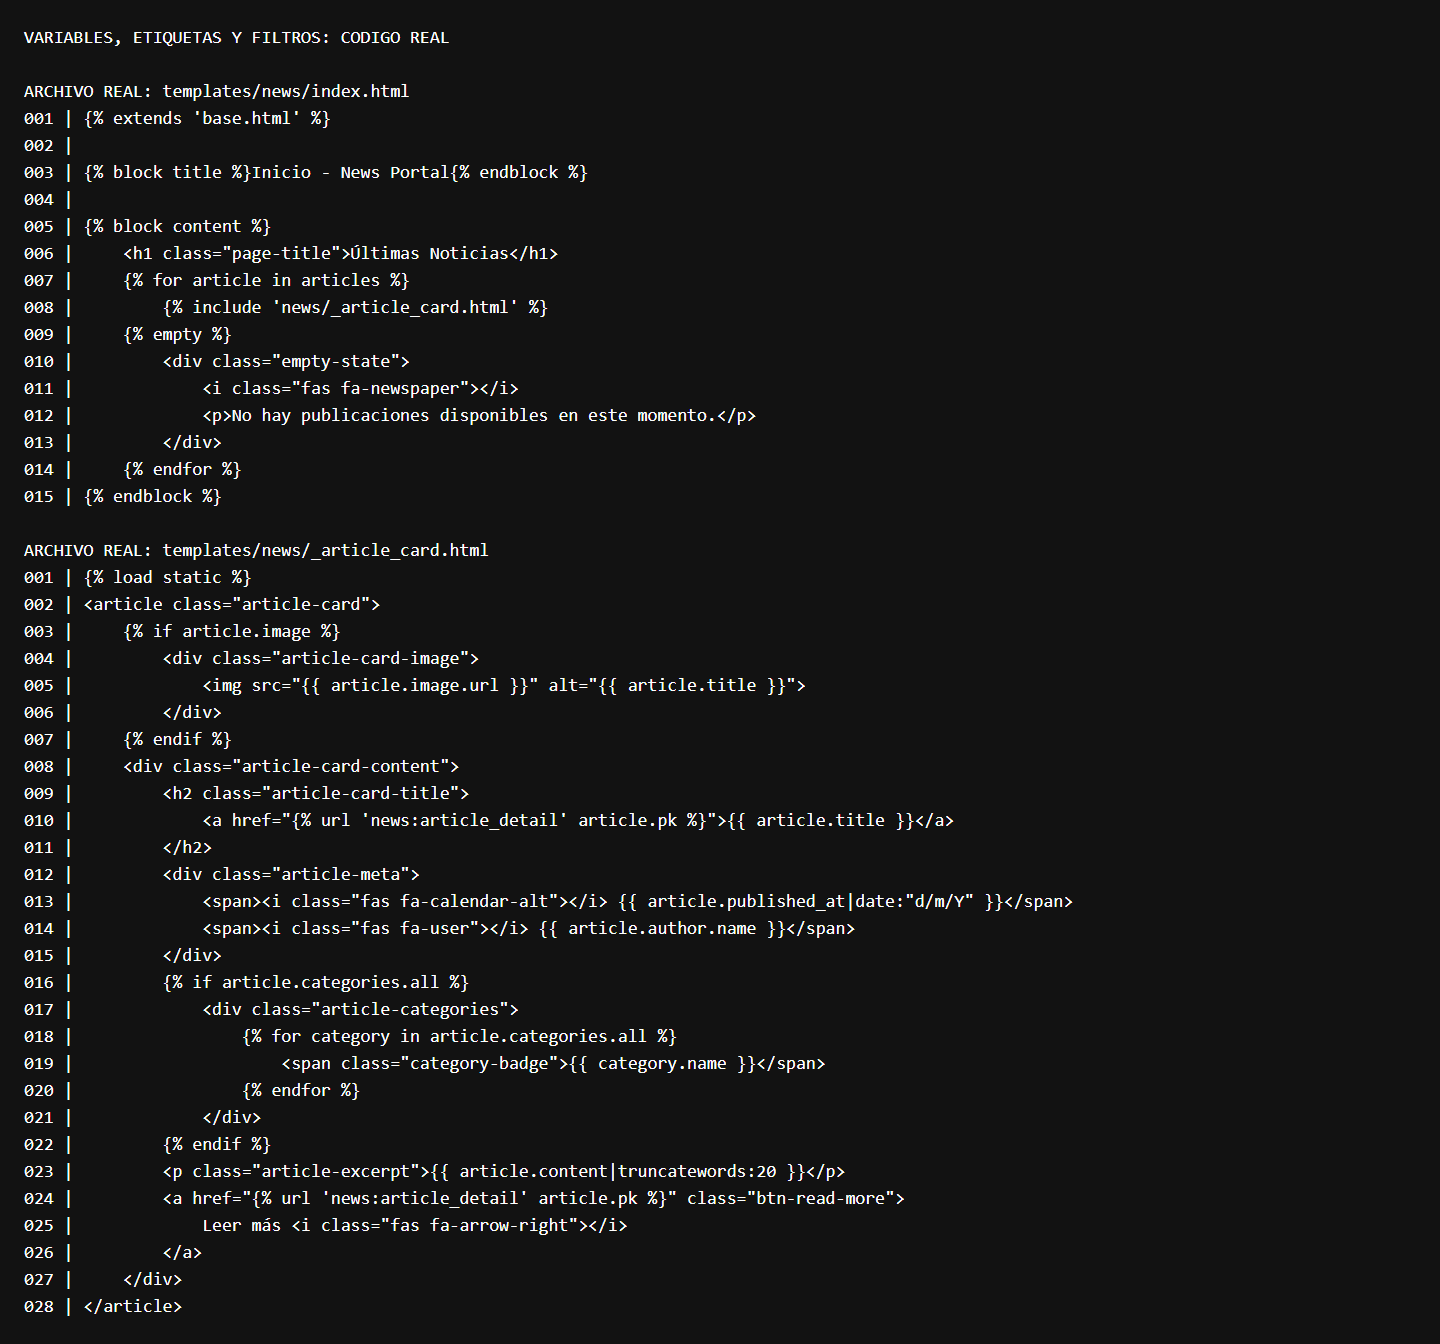 VARIABLES, ETIQUETAS Y FILTROS: CODIGO REAL

ARCHIVO REAL: templates/news/index.html
001 | {% extends 'base.html' %}
002 |
003 | {% block title %}Inicio - News Portal{% endblock %}
004 |
005 | {% block content %}
006 |     <h1 class="page-title">Últimas Noticias</h1>
007 |     {% for article in articles %}
008 |         {% include 'news/_article_card.html' %}
009 |     {% empty %}
010 |         <div class="empty-state">
011 |             <i class="fas fa-newspaper"></i>
012 |             <p>No hay publicaciones disponibles en este momento.</p>
013 |         </div>
014 |     {% endfor %}
015 | {% endblock %}

ARCHIVO REAL: templates/news/_article_card.html
001 | {% load static %}
002 | <article class="article-card">
003 |     {% if article.image %}
004 |         <div class="article-card-image">
005 |             <img src="{{ article.image.url }}" alt="{{ article.title }}">
006 |         </div>
007 |     {% endif %}
008 |     <div class="article-card-content">
009 |         <h2 class="article-card-title">
010 |             <a href="{% url 'news:article_detail' article.pk %}">{{ article.title }}</a>
011 |         </h2>
012 |         <div class="article-meta">
013 |             <span><i class="fas fa-calendar-alt"></i> {{ article.published_at|date:"d/m/Y" }}</span>
014 |             <span><i class="fas fa-user"></i> {{ article.author.name }}</span>
015 |         </div>
016 |         {% if article.categories.all %}
017 |             <div class="article-categories">
018 |                 {% for category in article.categories.all %}
019 |                     <span class="category-badge">{{ category.name }}</span>
020 |                 {% endfor %}
021 |             </div>
022 |         {% endif %}
023 |         <p class="article-excerpt">{{ article.content|truncatewords:20 }}</p>
024 |         <a href="{% url 'news:article_detail' article.pk %}" class="btn-read-more">
025 |             Leer más <i class="fas fa-arrow-right"></i>
026 |         </a>
027 |     </div>
028 | </article>